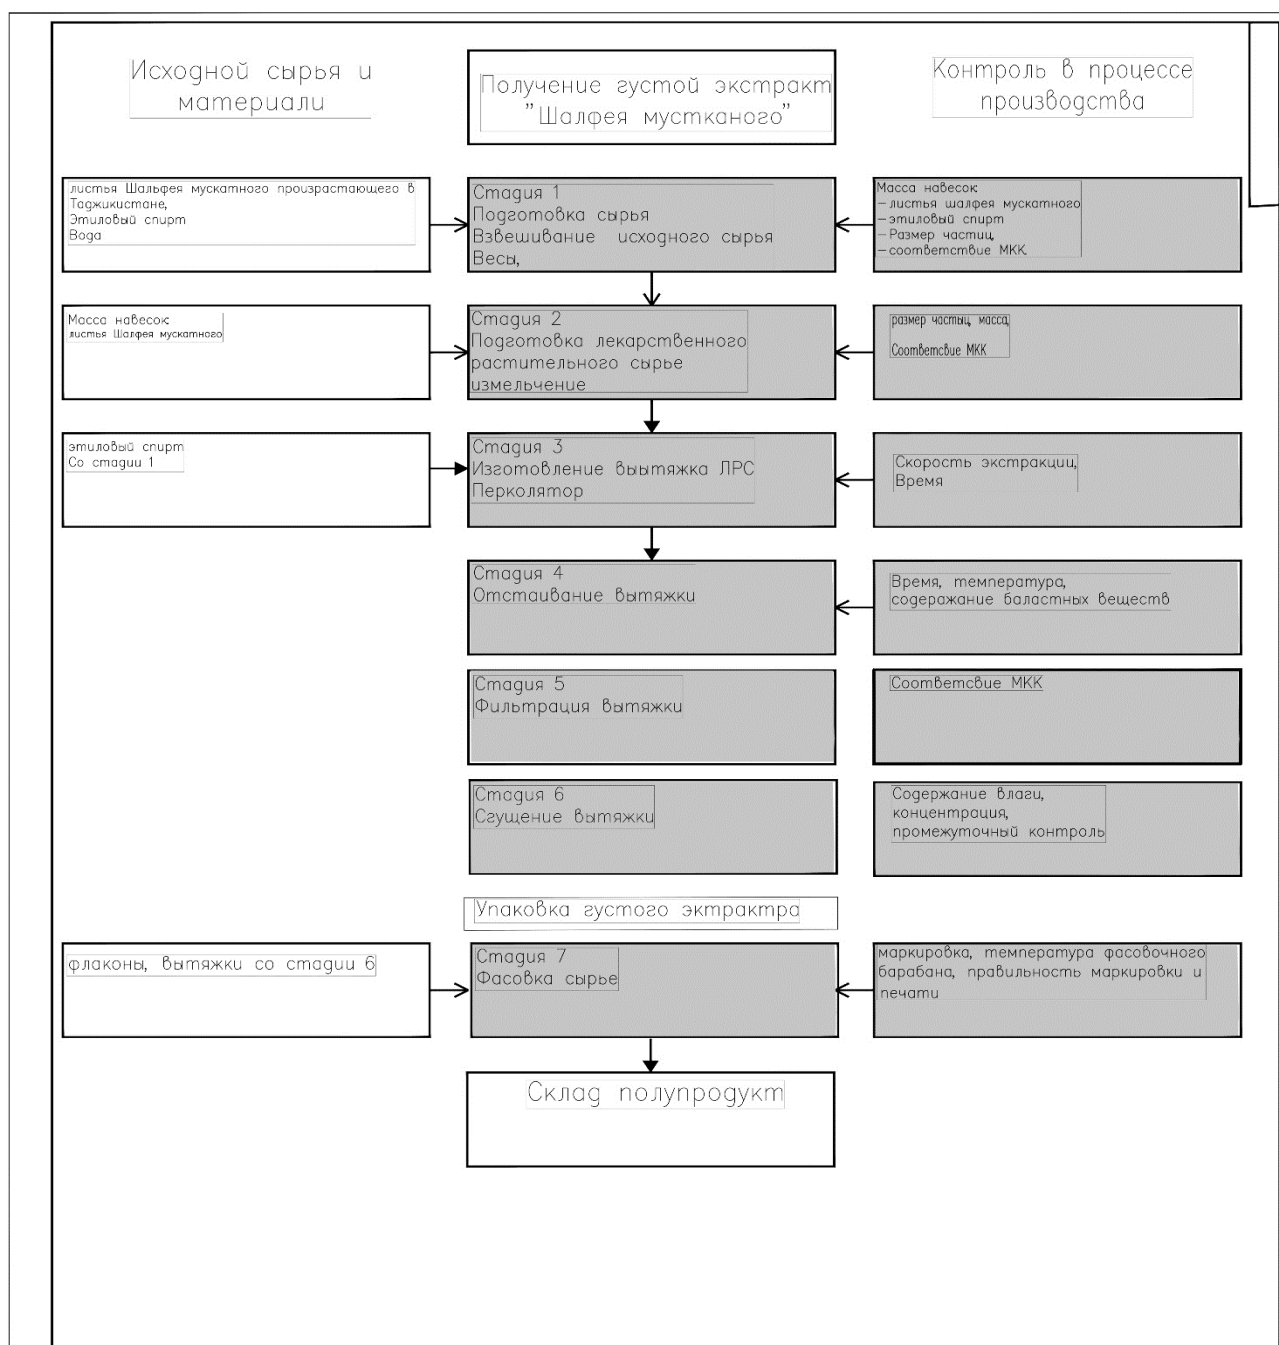 Исходной сырья и
материали
Получение густой экстракт
"Шалфея мустканого"
Контроль в процессе
производства
листья Шальфея мускатного произрастающего в
Таджикистане,
Этиловый спирт
Вода
Стадия 1
Подготовка сырья
Взвешивание исходного сырья
Весы,
Масса навесок:
-листья шалфея мускатного
-этиловый спирт
-Размер частиц,
-соответствие МКК.
Масса навесок:
листья Шалфея мускатного
Стадия 2
Подготовка лекарственного
растительного сырье
измельчение
размер частыц, масса,
Соответсвие МКК
этиловый спирт
Со стадии 1
Стадия 3
Изготовление выытяжка ЛРС
Перколятор
Скорость экстракции,
Время
Стадия 4
Отстаивание вытяжки
Время, температура,
содеражание баластных веществ
Стадия 5
Фильтрация вытяжки
Соответсвие МКК
Стадия 6
Сгущение вытяжки
Содержание влаги,
концентрация,
промежуточный контроль
Упаковка густого эктрактра
флаконы, вытяжки со стадии 6
Стадия 7
Фасовка сырье
маркировка, температура фасовочного
барабана, правильность маркировки и
печати
Склад полупродукт